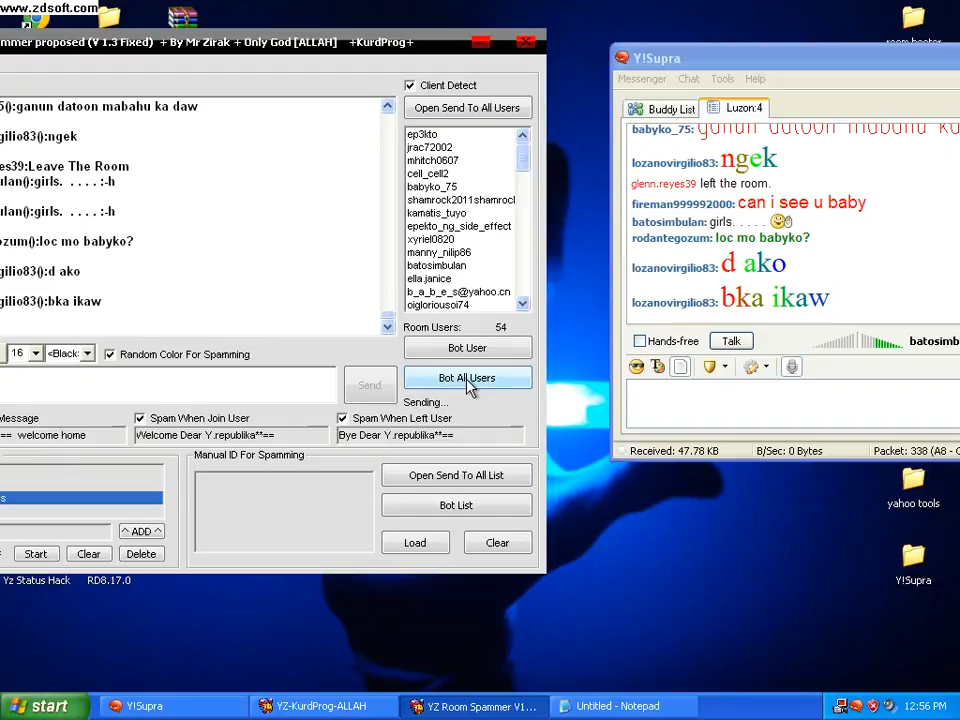 www.zdsoft.com
ammer proposed (V 1.3 Fixed) + By Mr Zirak + Only God [ALLAH] +KurdProg+
5():ganun datoon mabahu ka daw
rgilio83():ngek
es39:Leave The Room
ulan():girls. . . . . :-h
ulan():girls. . . . . :-h
ozum():loc mo babyko?
gilio83():d ako
gilio83():bka ikaw
Client Detect
Open Send To All Users
ep3kto
jrac72002
mhitch0607
cell_cell2
babyko_75
shamrock2011shamrocl
kamatis_tuyo
epekto_ng_side_effect
xyriel0820
manny_nilip86
batosimbulan
ella.janice
b_a_b_e_s@yahoo.cn
oigloriousoi74
Room Users: 54
Bot User
Bot All Users
Sending...
16 <Black:
Random Color For Spamming
Send
Message
Spam When Join User
Spam When Left User
== welcome home
Welcome Dear Y.republika**==
Bye Dear Y.republika**==
Manual ID For Spamming
Open Send To All List
Bot List
Load
Clear
s
^ ADD ^
Start
Clear
Delete
Y!Supra
Messenger Chat Tools Help
Buddy List
Luzon:4
babyko_75: ganun datoon mabahu ka
lozanovirgilio83: ngek
glenn.reyes39 left the room.
fireman999992000: can i see u baby
batosimbulan: girls. . . . .
rodantegozum: loc mo babyko?
lozanovirgilio83: d ako
lozanovirgilio83: bka ikaw
Hands-free
Talk
batosimb
Received: 47.78 KB
B/Sec: 0 Bytes
Packet: 338 (A8 -
yahoo tools
Y!Supra
Yz Status Hack
RD8.17.0
start
Y!Supra
YZ-KurdProg-ALLAH
YZ Room Spammer V1...
Untitled - Notepad
12:56 PM